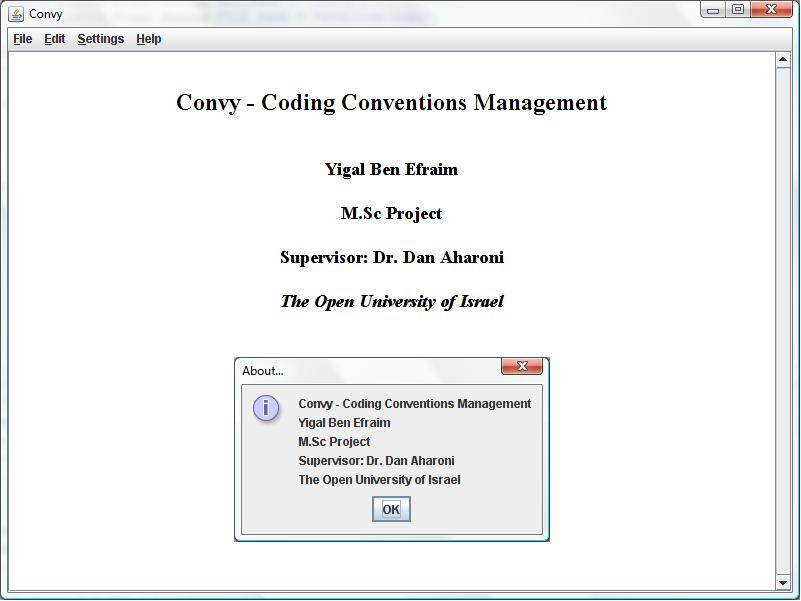 Convy
File Edit Settings Help
Convy - Coding Conventions Management
Yigal Ben Efraim
M.Sc Project
Supervisor: Dr. Dan Aharoni
The Open University of Israel
About...
Convy - Coding Conventions Management
Yigal Ben Efraim
M.Sc Project
Supervisor: Dr. Dan Aharoni
The Open University of Israel
OK